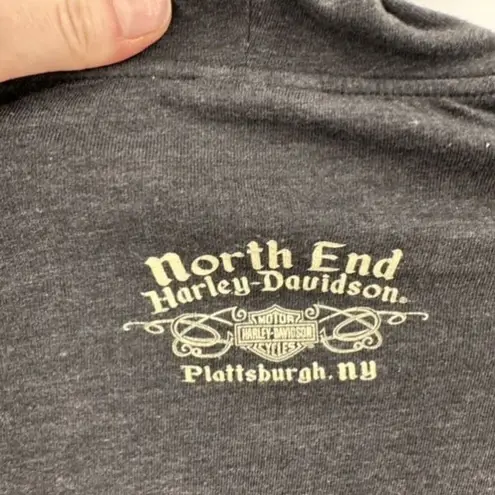 North End
Harley-Davidson®
MOTOR
HARLEY-DAVIDSON
CYCLES
Plattsburgh, NY